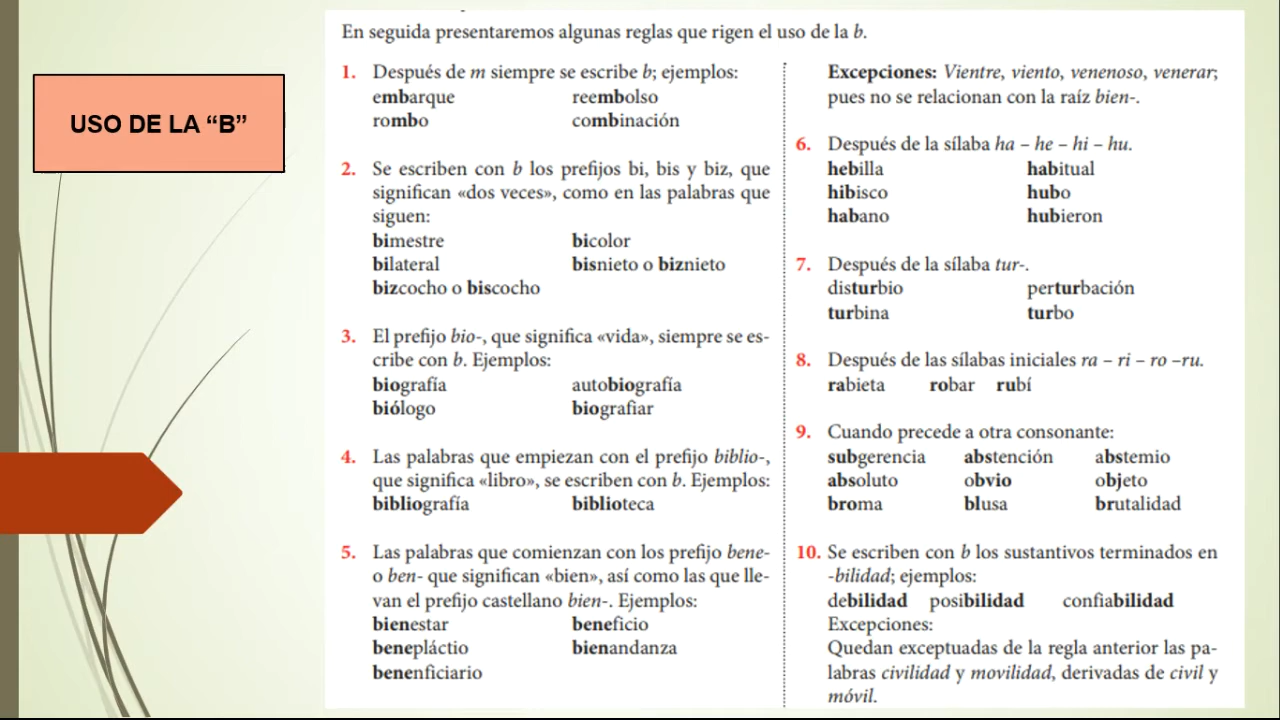 USO DE LA “B”
En seguida presentaremos algunas reglas que rigen el uso de la b.
1. Después de m siempre se escribe b; ejemplos:
embarque reembolso
rombo combinación
2. Se escriben con b los prefijos bi, bis y biz, que
significan «dos veces», como en las palabras que
siguen:
bimestre bicolor
bilateral bisnieto o biznieto
bizcocho o biscocho
3. El prefijo bio-, que significa «vida», siempre se es-
cribe con b. Ejemplos:
biografía autobiografía
biólogo biografiar
4. Las palabras que empiezan con el prefijo biblio-,
que significa «libro», se escriben con b. Ejemplos:
bibliografía biblioteca
5. Las palabras que comienzan con los prefijo bene-
o ben- que significan «bien», así como las que lle-
van el prefijo castellano bien-. Ejemplos:
bienestar beneficio
benepláctio bienandanza
benenficiario
Excepciones: Vientre, viento, venenoso, venerar;
pues no se relacionan con la raíz bien-.
6. Después de la sílaba ha – he – hi – hu.
hebilla habitual
hibisco hubo
habano hubieron
7. Después de la sílaba tur-.
disturbio perturbación
turbina turbo
8. Después de las sílabas iniciales ra – ri – ro –ru.
rabieta robar rubí
9. Cuando precede a otra consonante:
subgerencia abstención abstemio
absoluto obvio objeto
broma blusa brutalidad
10. Se escriben con b los sustantivos terminados en
-bilidad; ejemplos:
debilidad posibilidad confiabilidad
Excepciones:
Quedan exceptuadas de la regla anterior las pa-
labras civilidad y movilidad, derivadas de civil y
móvil.